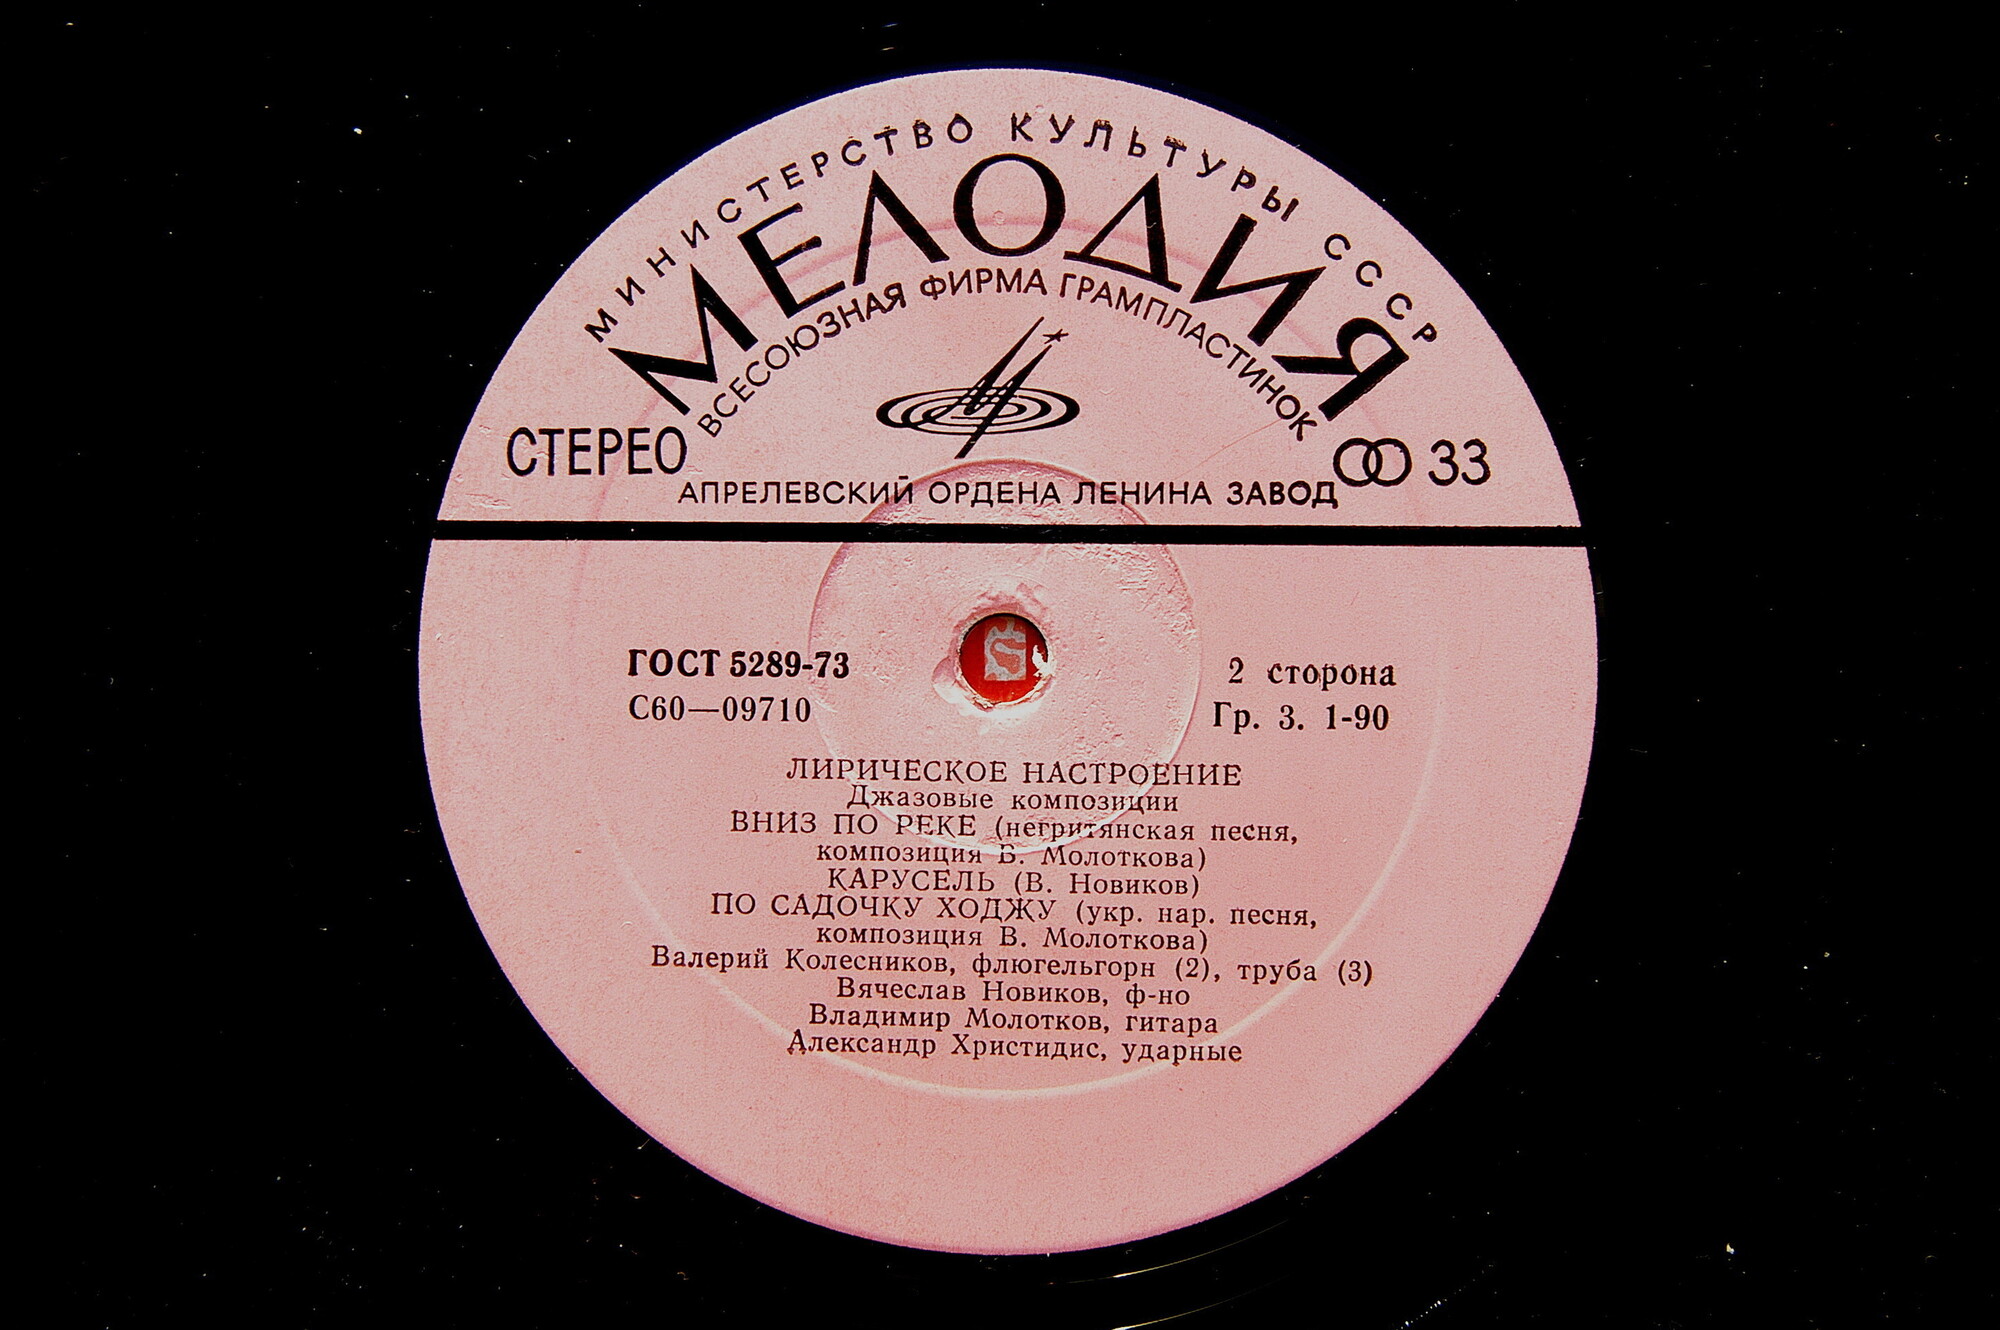 МИНИСТЕРСТВО КУЛЬТУРЫ СССР
МЕЛОДИЯ
ВСЕСОЮЗНАЯ ФИРМА ГРАМПЛАСТИНОК
СТЕРЕО
33
АПРЕЛЕВСКИЙ ОРДЕНА ЛЕНИНА ЗАВОД
ГОСТ 5289-73
С60—09710
2 сторона
Гр. 3. 1-90
ЛИРИЧЕСКОЕ НАСТРОЕНИЕ
Джазовые композиции
ВНИЗ ПО РЕКЕ (негритянская песня,
композиция В. Молоткова)
КАРУСЕЛЬ (В. Новиков)
ПО САДОЧКУ ХОДЖУ (укр. нар. песня,
композиция В. Молоткова)
Валерий Колесников, флюгельгорн (2), труба (3)
Вячеслав Новиков, ф-но
Владимир Молотков, гитара
Александр Христидис, ударные